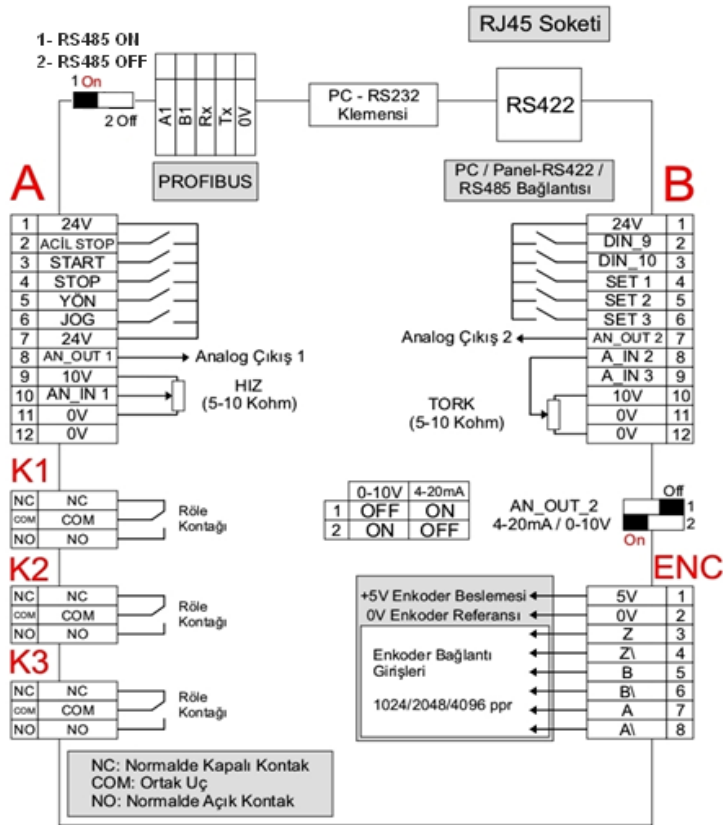 RJ45 Soketi
1- RS485 ON
2- RS485 OFF
1 On
2 Off
A1
B1
Rx
Tx
0V
PC - RS232
Klemensi
RS422
PROFIBUS
PC / Panel-RS422 /
RS485 Bağlantısı
A
1 24V
2 ACİL STOP
3 START
4 STOP
5 YÖN
6 JOG
7 24V
8 AN_OUT 1
9 10V
10 AN_IN 1
11 0V
12 0V
Analog Çıkış 1
HIZ
(5-10 Kohm)
B
24V 1
DIN_9 2
DIN_10 3
SET 1 4
SET 2 5
SET 3 6
AN_OUT 2 7
A_IN 2 8
A_IN 3 9
10V 10
0V 11
0V 12
Analog Çıkış 2
TORK
(5-10 Kohm)
K1
NC NC
COM COM
NO NO
Röle
Kontağı
K2
NC NC
COM COM
NO NO
Röle
Kontağı
K3
NC NC
COM COM
NO NO
Röle
Kontağı
0-10V 4-20mA
1 OFF ON
2 ON OFF
AN_OUT_2
4-20mA / 0-10V
Off
1
2
On
ENC
5V 1
0V 2
Z 3
Z\ 4
B 5
B\ 6
A 7
A\ 8
+5V Enkoder Beslemesi
0V Enkoder Referansı
Enkoder Bağlantı
Girişleri
1024/2048/4096 ppr
NC: Normalde Kapalı Kontak
COM: Ortak Uç
NO: Normalde Açık Kontak